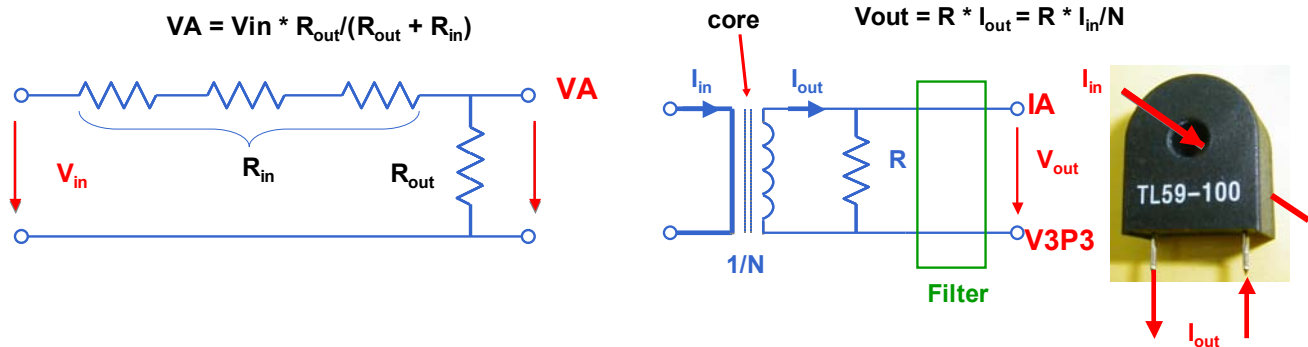 VA = Vin * Rout/(Rout + Rin)
VA
Vin
Rin
Rout
Vout = R * Iout = R * Iin/N
core
Iin
Iout
IA
R
Vout
V3P3
1/N
Filter
Iin
TL59-100
Iout